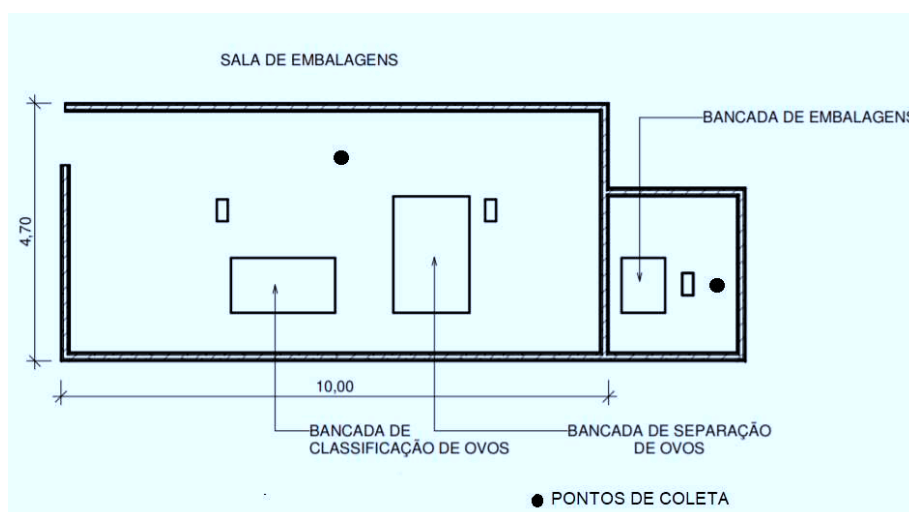 SALA DE EMBALAGENS
BANCADA DE EMBALAGENS
4,70
10,00
BANCADA DE
CLASSIFICAÇÃO DE OVOS
BANCADA DE SEPARAÇÃO
DE OVOS
PONTOS DE COLETA